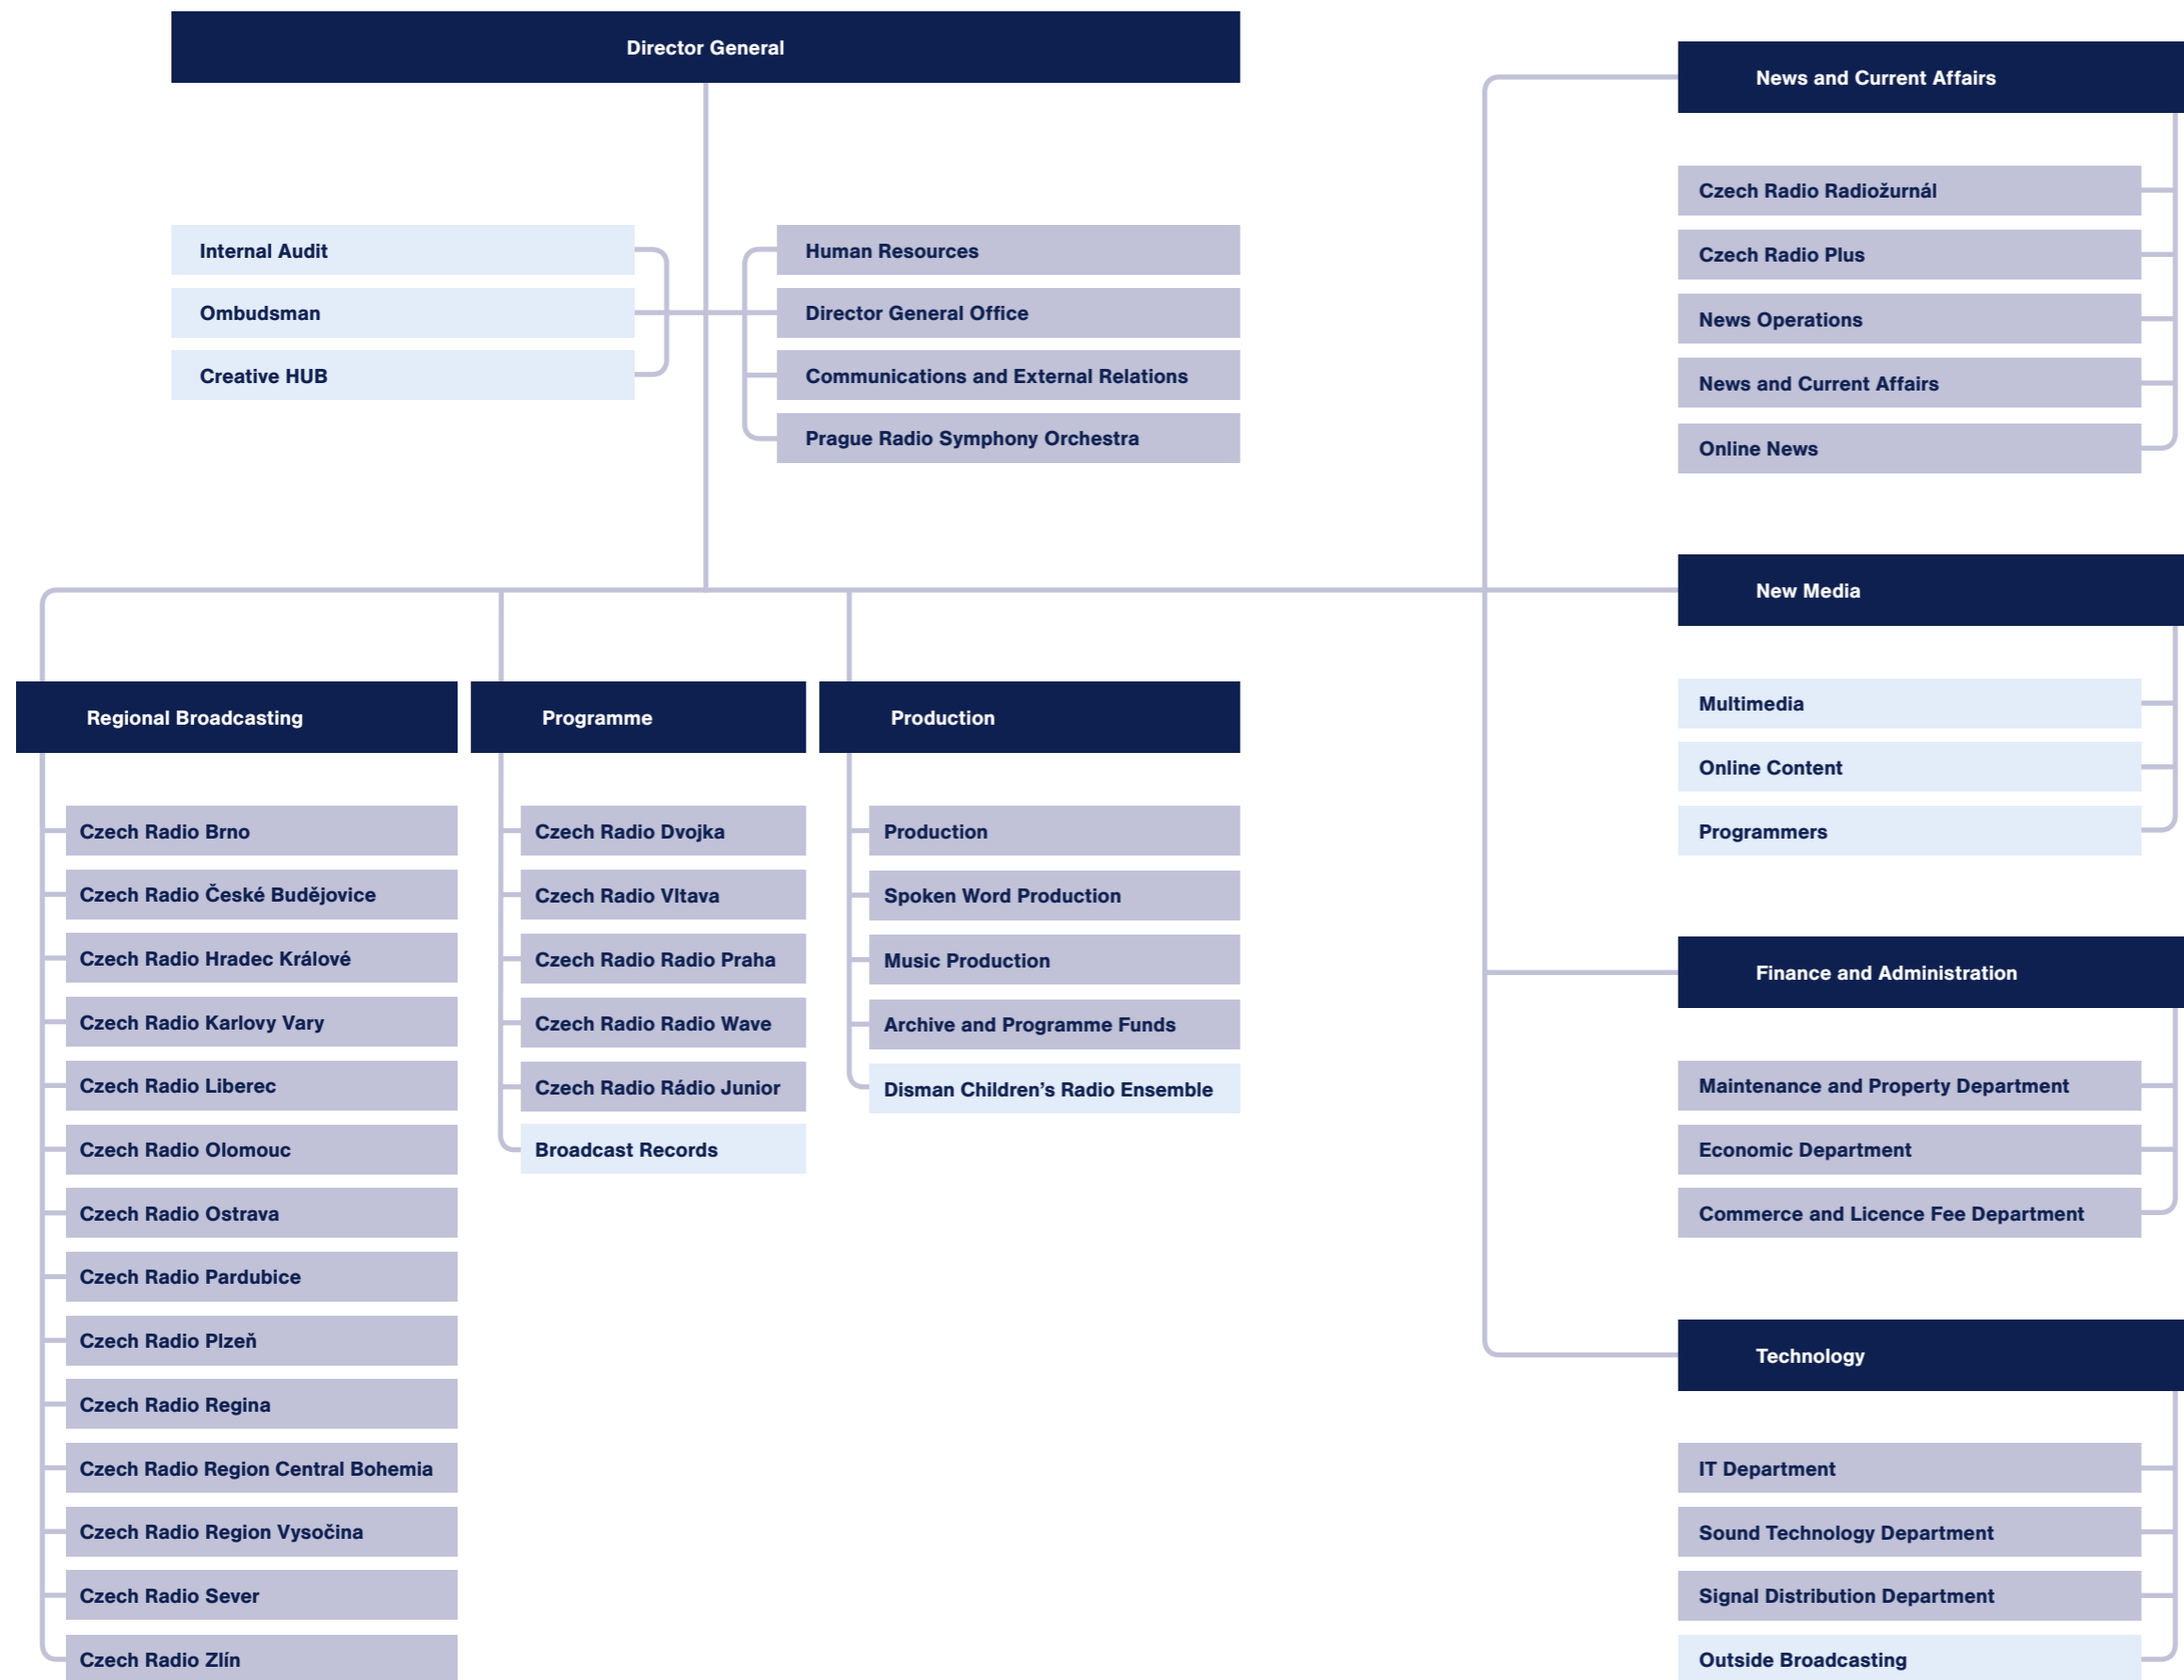 Director General
Internal Audit
Ombudsman
Creative HUB
Human Resources
Director General Office
Communications and External Relations
Prague Radio Symphony Orchestra
Regional Broadcasting
Czech Radio Brno
Czech Radio České Budějovice
Czech Radio Hradec Králové
Czech Radio Karlovy Vary
Czech Radio Liberec
Czech Radio Olomouc
Czech Radio Ostrava
Czech Radio Pardubice
Czech Radio Plzeň
Czech Radio Regina
Czech Radio Region Central Bohemia
Czech Radio Region Vysočina
Czech Radio Sever
Czech Radio Zlín
Programme
Czech Radio Dvojka
Czech Radio Vltava
Czech Radio Radio Praha
Czech Radio Radio Wave
Czech Radio Rádio Junior
Broadcast Records
Production
Production
Spoken Word Production
Music Production
Archive and Programme Funds
Disman Children’s Radio Ensemble
News and Current Affairs
Czech Radio Radiožurnál
Czech Radio Plus
News Operations
News and Current Affairs
Online News
New Media
Multimedia
Online Content
Programmers
Finance and Administration
Maintenance and Property Department
Economic Department
Commerce and Licence Fee Department
Technology
IT Department
Sound Technology Department
Signal Distribution Department
Outside Broadcasting